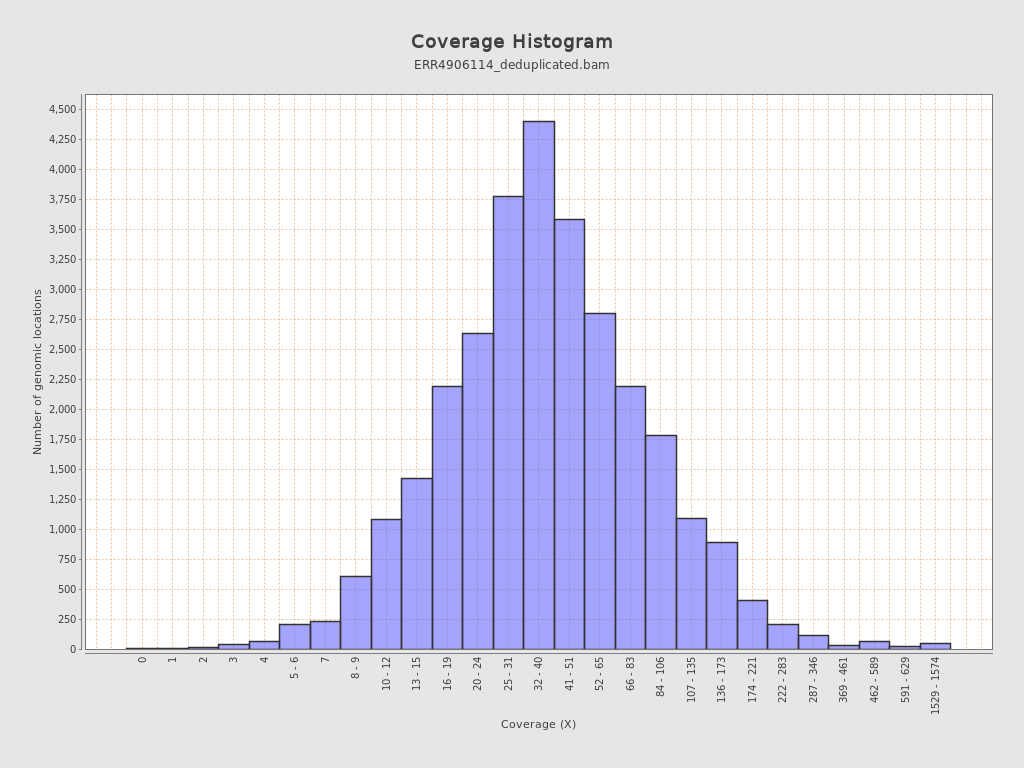 Coverage Histogram
ERR4906114_deduplicated.bam
Number of genomic locations
4,500
4,250
4,000
3,750
3,500
3,250
3,000
2,750
2,500
2,250
2,000
1,750
1,500
1,250
1,000
750
500
250
0
0
1
2
3
4
5 - 6
7
8 - 9
10 - 12
13 - 15
16 - 19
20 - 24
25 - 31
32 - 40
41 - 51
52 - 65
66 - 83
84 - 106
107 - 135
136 - 173
174 - 221
222 - 283
287 - 346
369 - 461
462 - 589
591 - 629
1529 - 1574
Coverage (X)